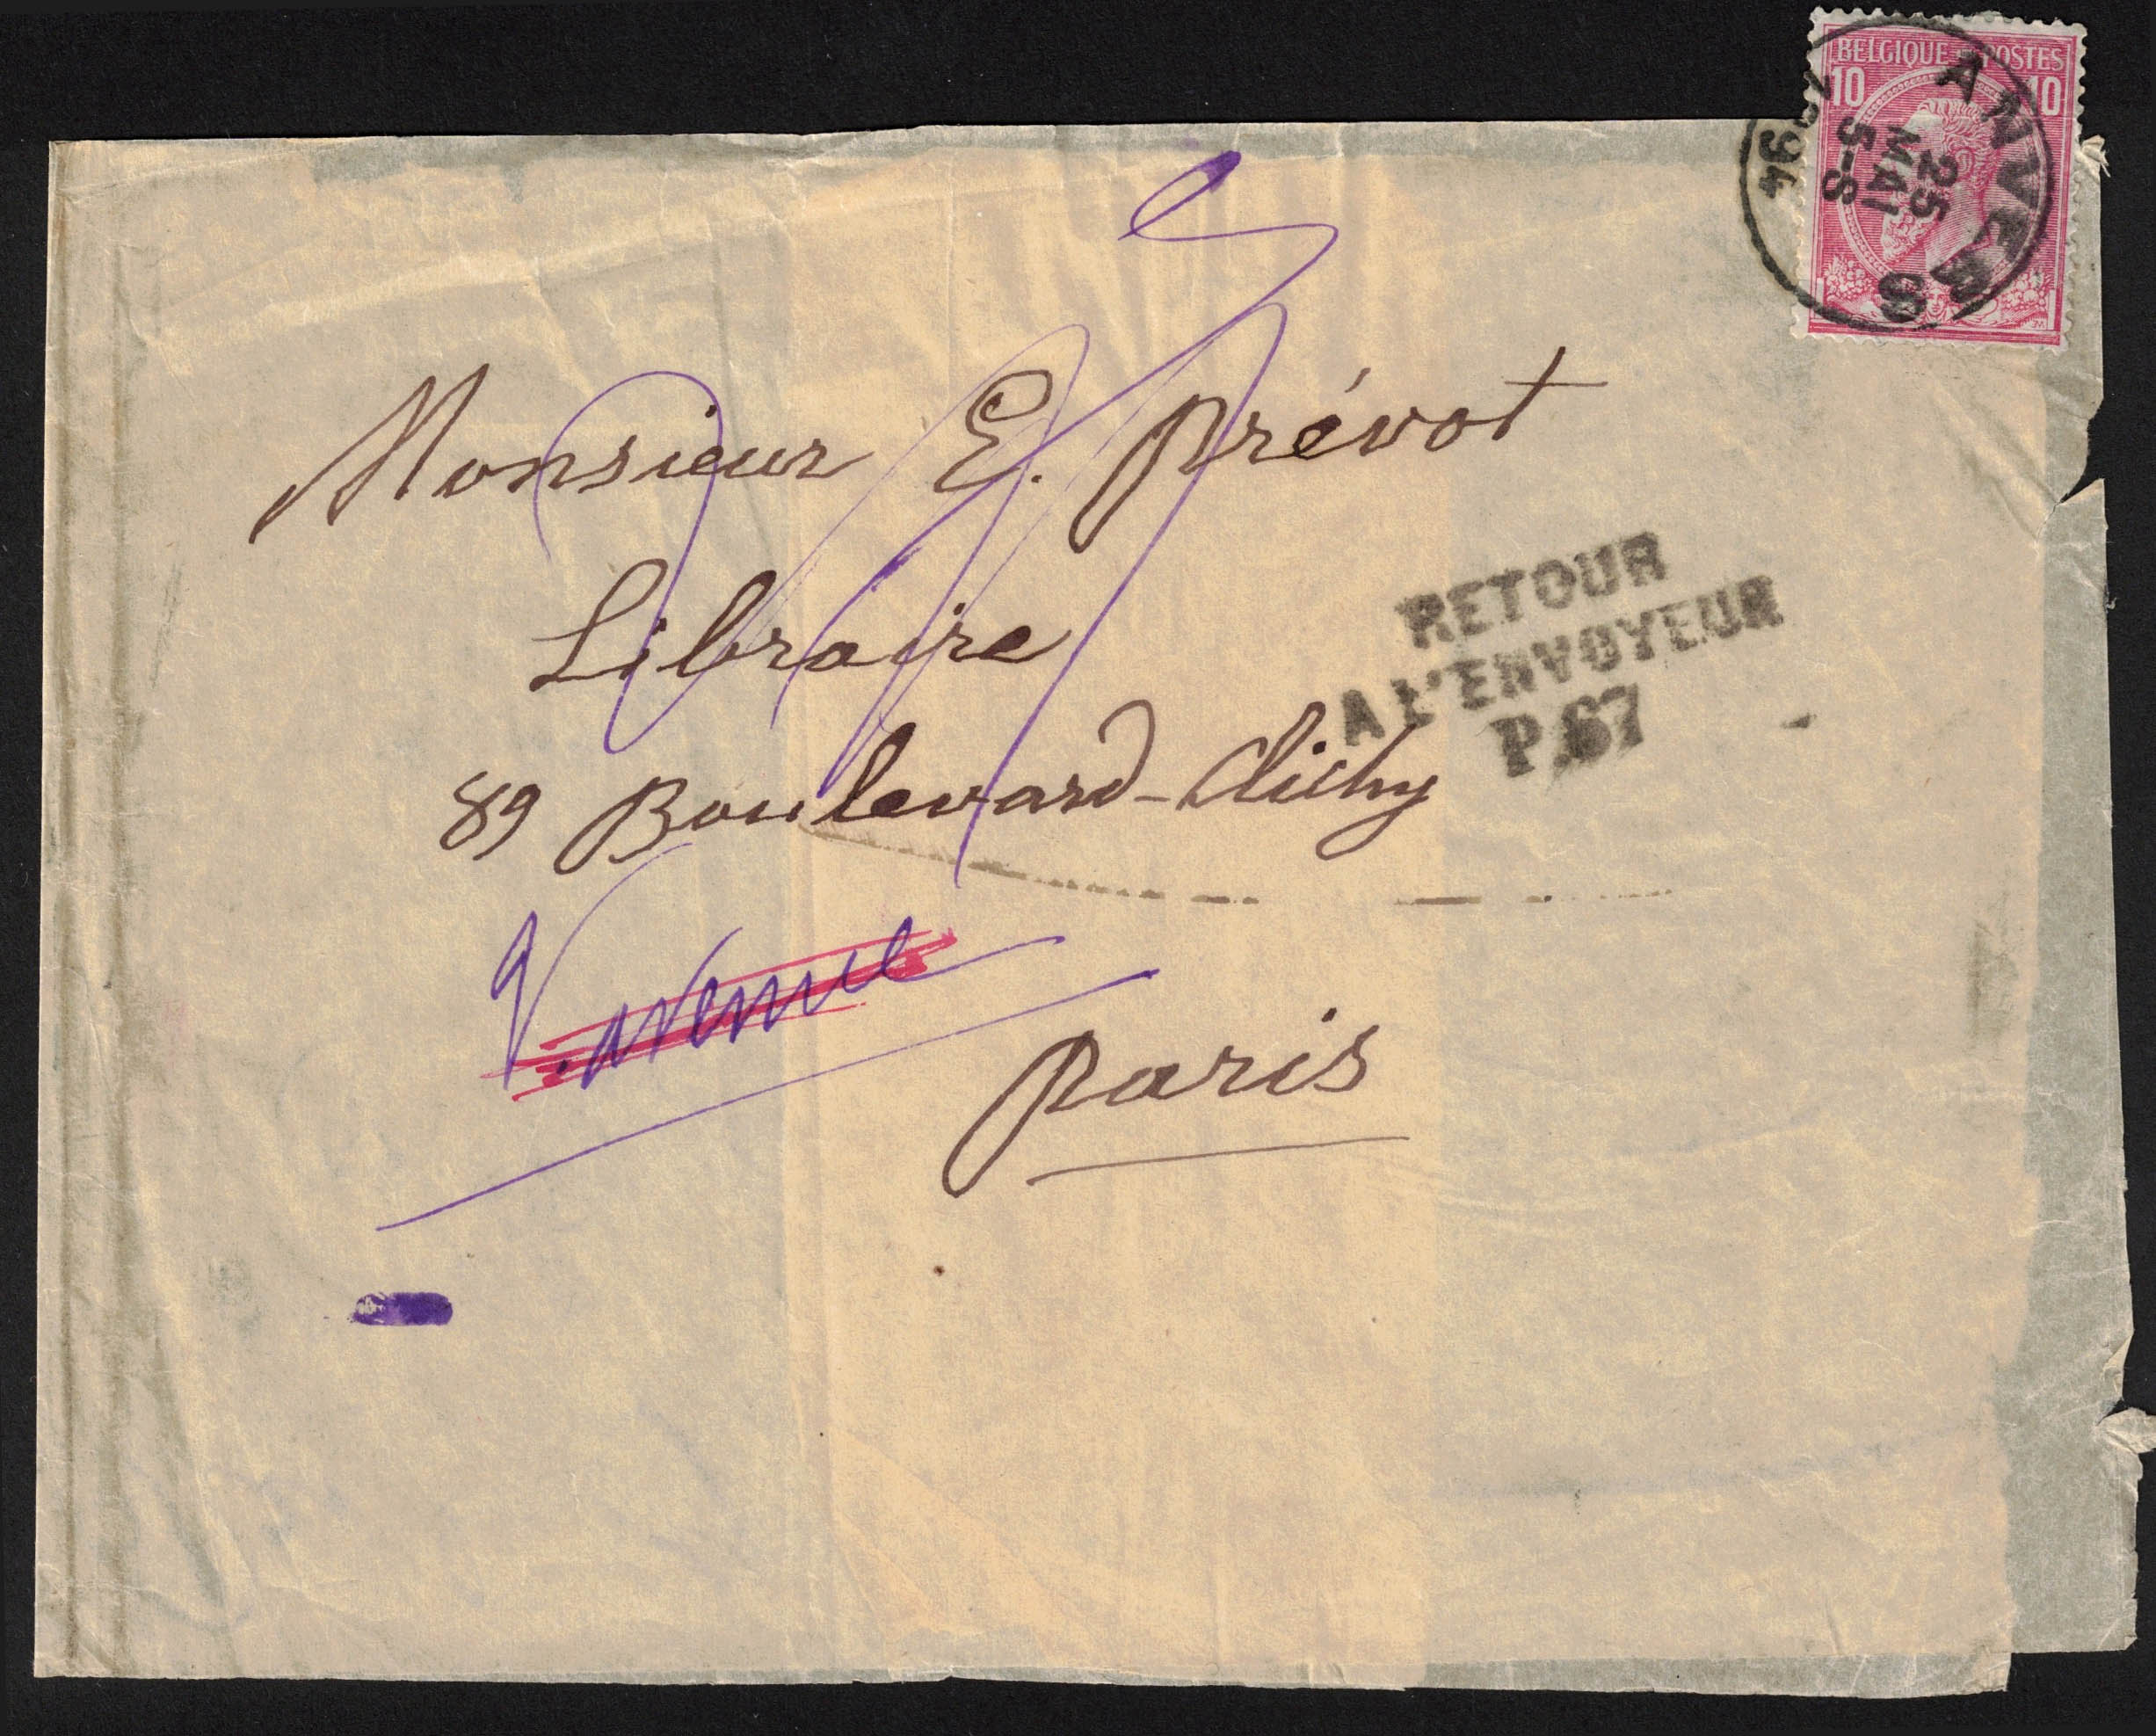 BELGIQUE POSTES
10 10
ANVERS
25
MAI
5-S
94
Monsieur E. Prévot
Libraire
RETOUR
A L'ENVOYEUR
P.67
89 Boulevard-Clichy
Paris